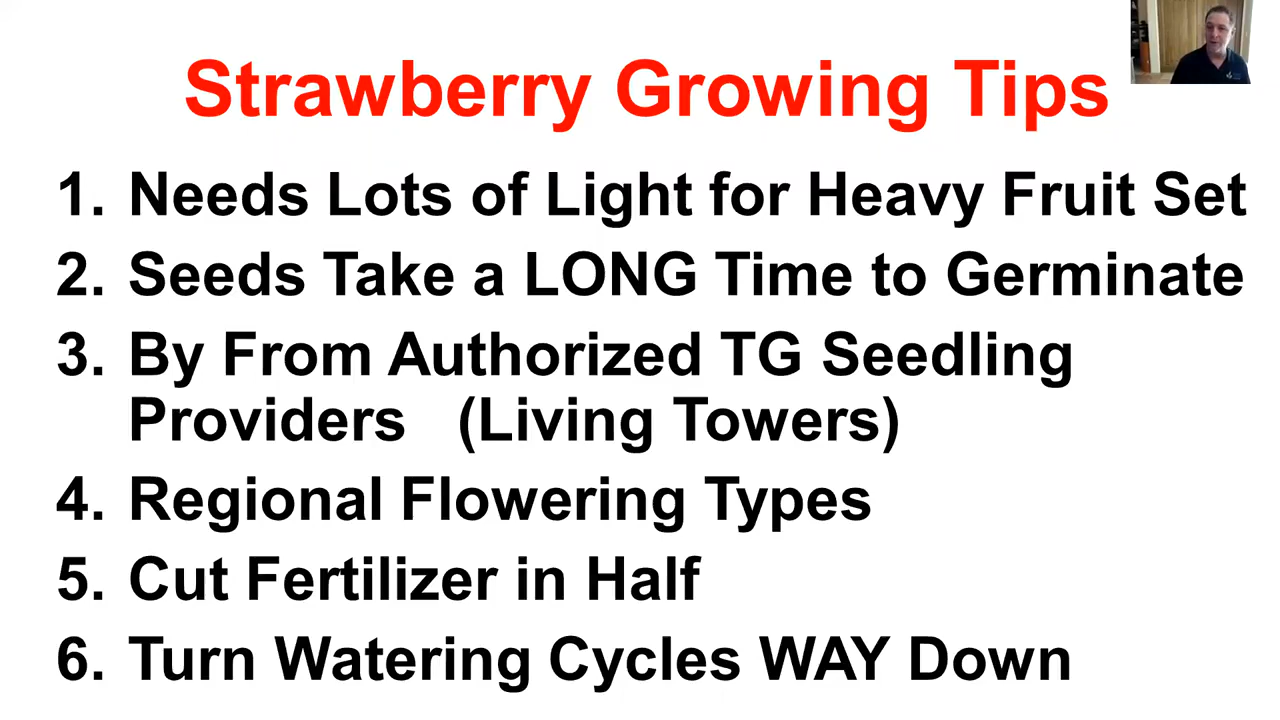 Strawberry Growing Tips
1. Needs Lots of Light for Heavy Fruit Set
2. Seeds Take a LONG Time to Germinate
3. By From Authorized TG Seedling
Providers (Living Towers)
4. Regional Flowering Types
5. Cut Fertilizer in Half
6. Turn Watering Cycles WAY Down